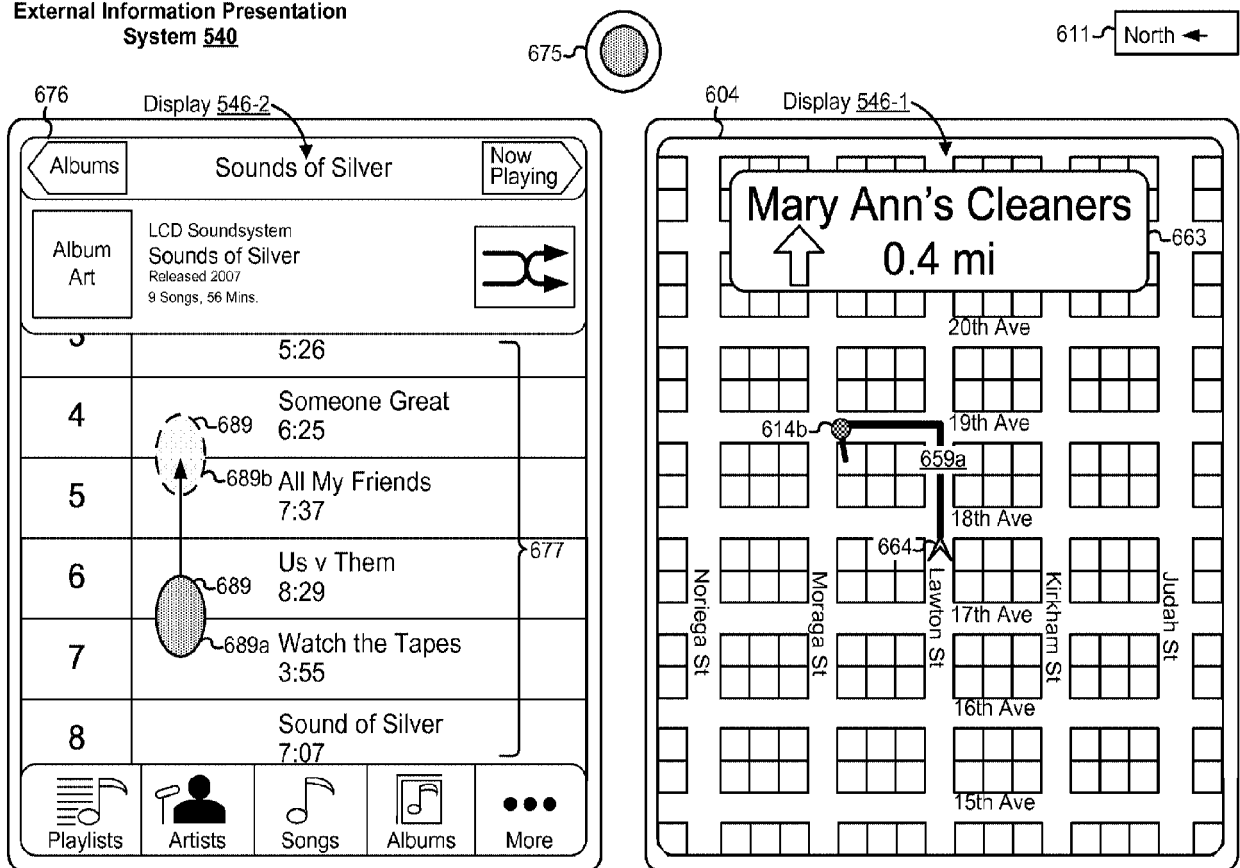 External Information Presentation
System 540
675
611
North
676
Display 546-2
604
Display 546-1
Albums
Sounds of Silver
Now
Playing
Album
Art
LCD Soundsystem
Sounds of Silver
Released 2007
9 Songs, 56 Mins.
5:26
4
Someone Great
6:25
689
689b
5
All My Friends
7:37
677
6
Us v Them
8:29
689
689a
7
Watch the Tapes
3:55
8
Sound of Silver
7:07
Playlists
Artists
Songs
Albums
More
Mary Ann's Cleaners
0.4 mi
663
20th Ave
614b
19th Ave
659a
18th Ave
664
Noriega St
Moraga St
Lawton St
Kirkham St
Judah St
17th Ave
16th Ave
15th Ave